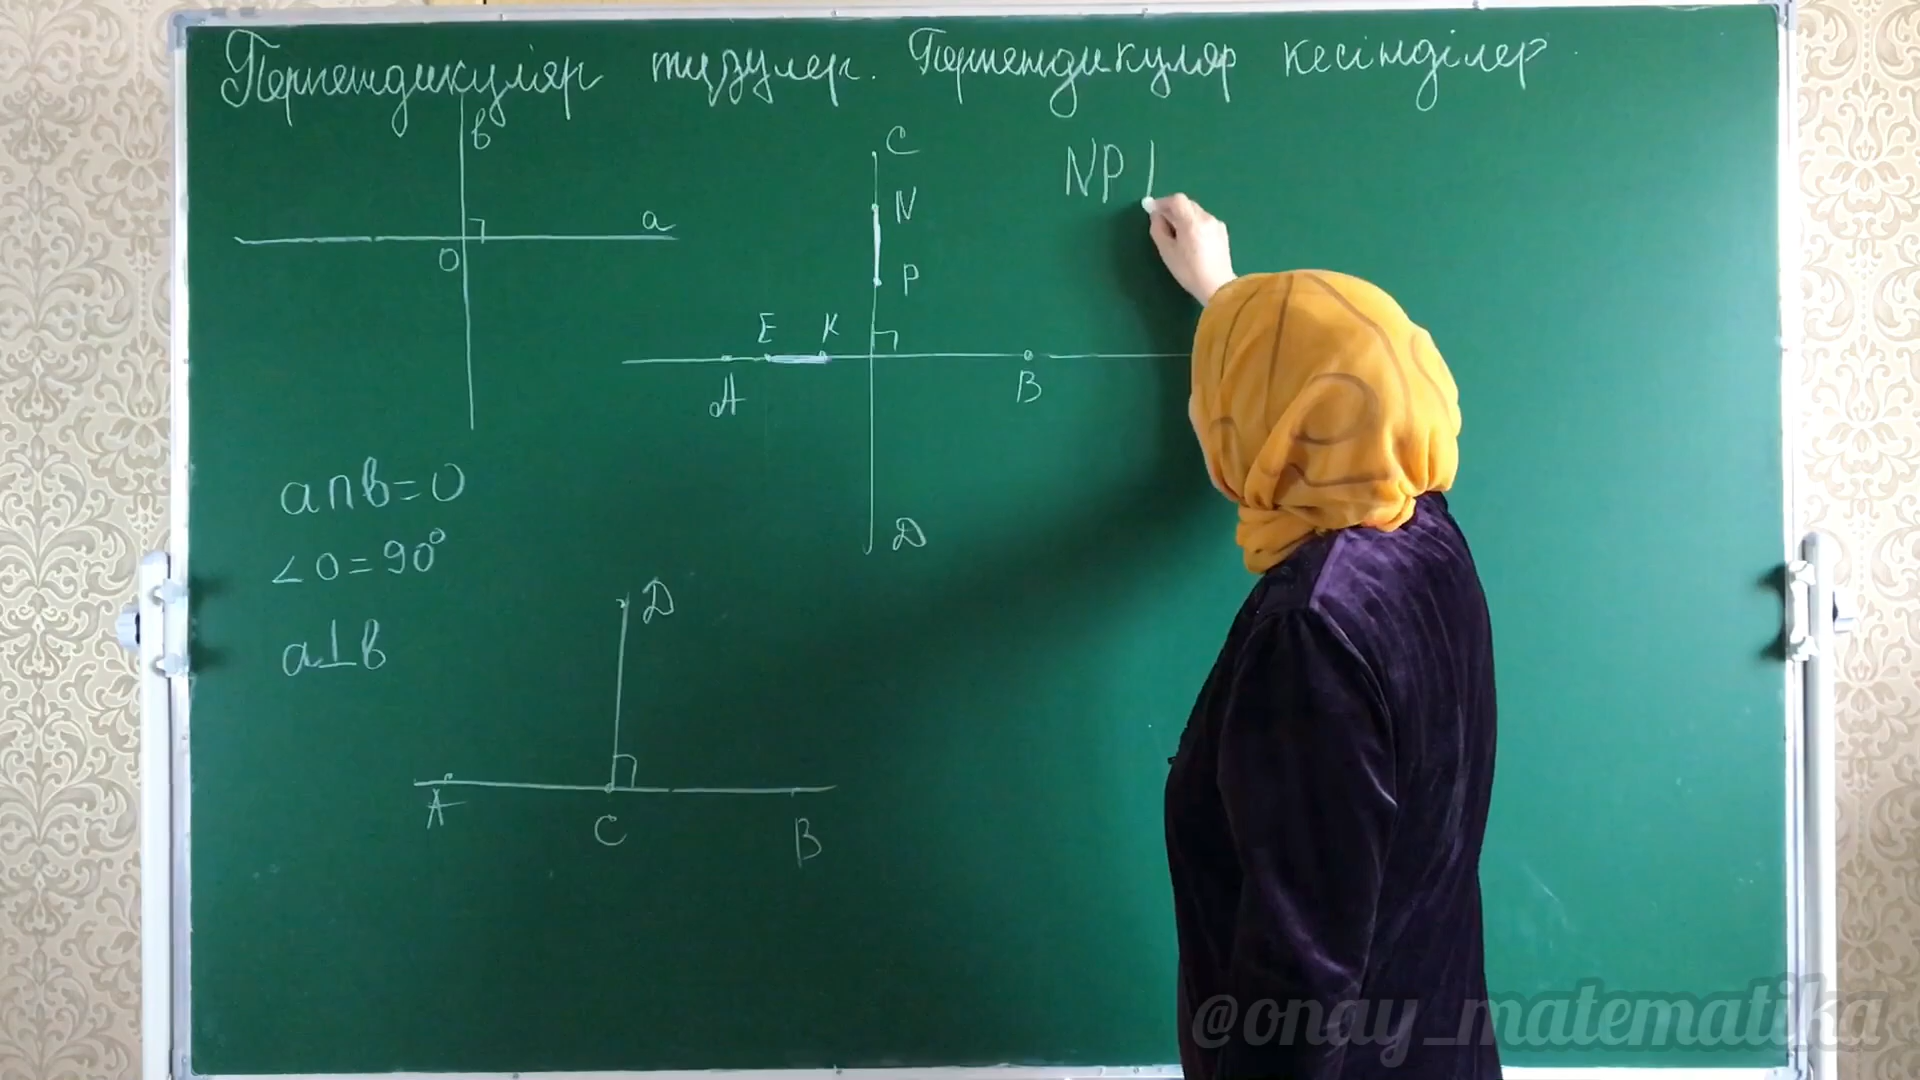 Перпендикуляр түзулер. Перпендикуляр кесінділер.
в
a
O
a∩в=O
∠O=90°
a⊥в
C
N
P
E K
A B
D
NP |
D
A C B
@onay_matematika